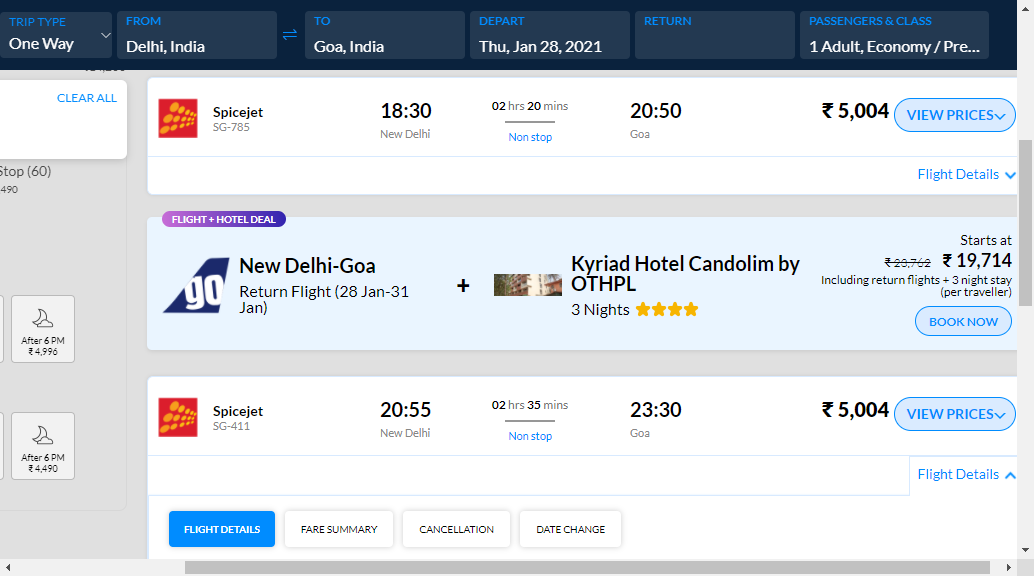 TRIP TYPE
One Way
FROM
Delhi, India
TO
Goa, India
DEPART
Thu, Jan 28, 2021
RETURN
PASSENGERS & CLASS
1 Adult, Economy / Pre...
CLEAR ALL
Stop (60)
490
After 6 PM
₹ 4,996
After 6 PM
₹ 4,490
Spicejet
SG-785
18:30
New Delhi
02 hrs 20 mins
Non stop
20:50
Goa
₹ 5,004
VIEW PRICES
Flight Details
FLIGHT + HOTEL DEAL
go
New Delhi-Goa
Return Flight (28 Jan-31
Jan)
+
Kyriad Hotel Candolim by
OTHPL
3 Nights
Starts at
₹ 23,762 ₹ 19,714
Including return flights + 3 night stay
(per traveller)
BOOK NOW
Spicejet
SG-411
20:55
New Delhi
02 hrs 35 mins
Non stop
23:30
Goa
₹ 5,004
VIEW PRICES
Flight Details
FLIGHT DETAILS
FARE SUMMARY
CANCELLATION
DATE CHANGE